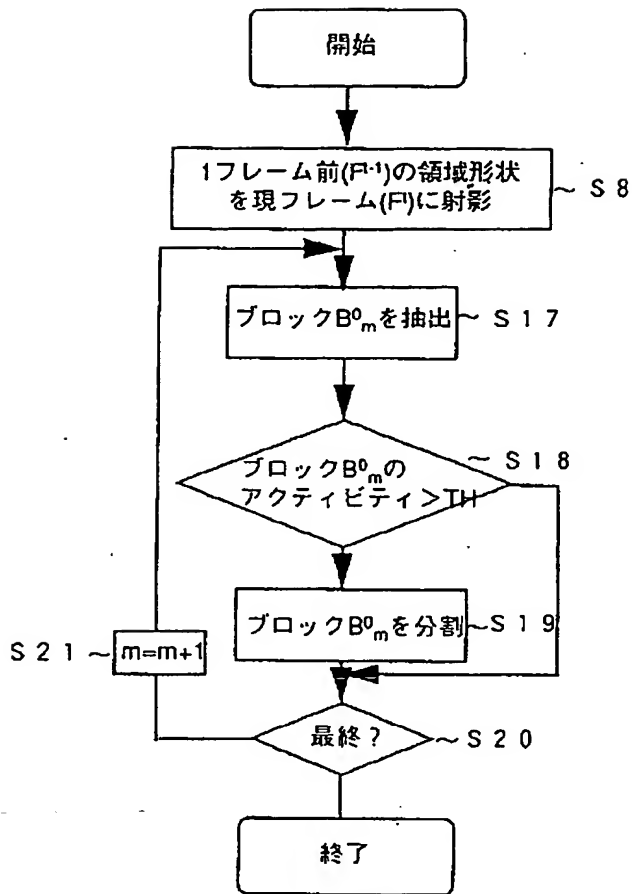 開始
1フレーム前(Fᵗ⁻¹)の領域形状
を現フレーム(Fᵗ)に射影
~ S 8
ブロックB⁰ₘを抽出
~ S 1 7
ブロックB⁰ₘの
アクティビティ>TH
~ S 1 8
ブロックB⁰ₘを分割
~S 1 9
S 2 1 ~
m=m+1
最終?
~ S 2 0
終了